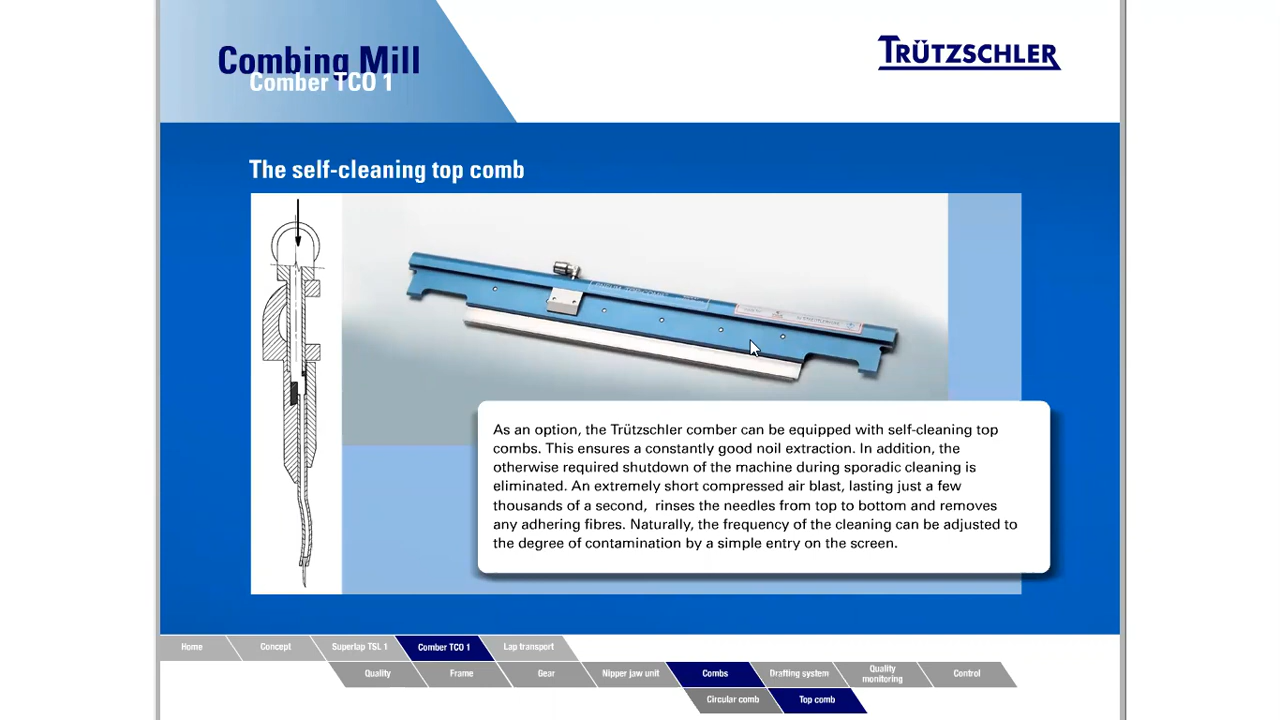 Combing Mill
Comber TCO 1
TRÜTZSCHLER
The self-cleaning top comb
As an option, the Trützschler comber can be equipped with self-cleaning top
combs. This ensures a constantly good noil extraction. In addition, the
otherwise required shutdown of the machine during sporadic cleaning is
eliminated. An extremely short compressed air blast, lasting just a few
thousands of a second,  rinses the needles from top to bottom and removes
any adhering fibres. Naturally, the frequency of the cleaning can be adjusted to
the degree of contamination by a simple entry on the screen.
Home
Concept
Superlap TSL 1
Comber TCO 1
Lap transport
Quality
Frame
Gear
Nipper jaw unit
Combs
Drafting system
Quality
monitoring
Control
Circular comb
Top comb